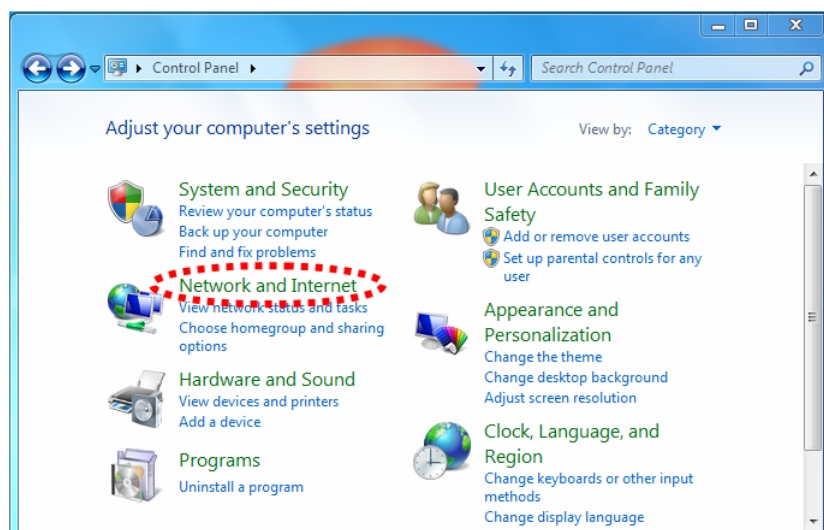 Control Panel
Search Control Panel
Adjust your computer's settings
View by: Category
System and Security
Review your computer's status
Back up your computer
Find and fix problems
Network and Internet
View network status and tasks
Choose homegroup and sharing
options
Hardware and Sound
View devices and printers
Add a device
Programs
Uninstall a program
User Accounts and Family
Safety
Add or remove user accounts
Set up parental controls for any
user
Appearance and
Personalization
Change the theme
Change desktop background
Adjust screen resolution
Clock, Language, and
Region
Change keyboards or other input
methods
Change display language